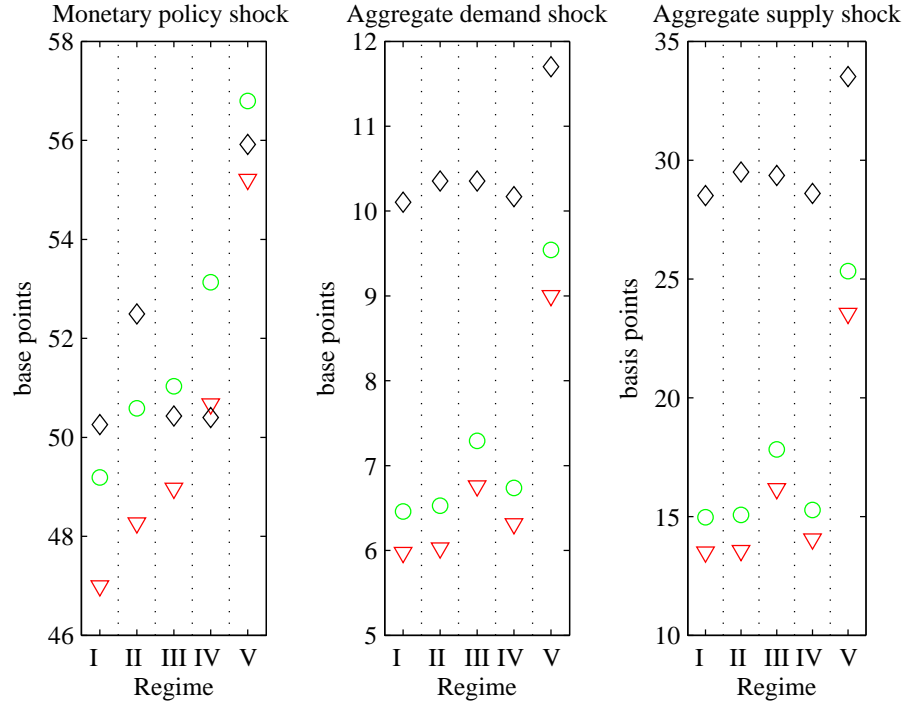 Monetary policy shock
58
56
54
52
50
48
46
base points
I II III IV V
Regime
Aggregate demand shock
12
11
10
9
8
7
6
5
base points
I II III IV V
Regime
Aggregate supply shock
35
30
25
20
15
10
basis points
I II III IV V
Regime